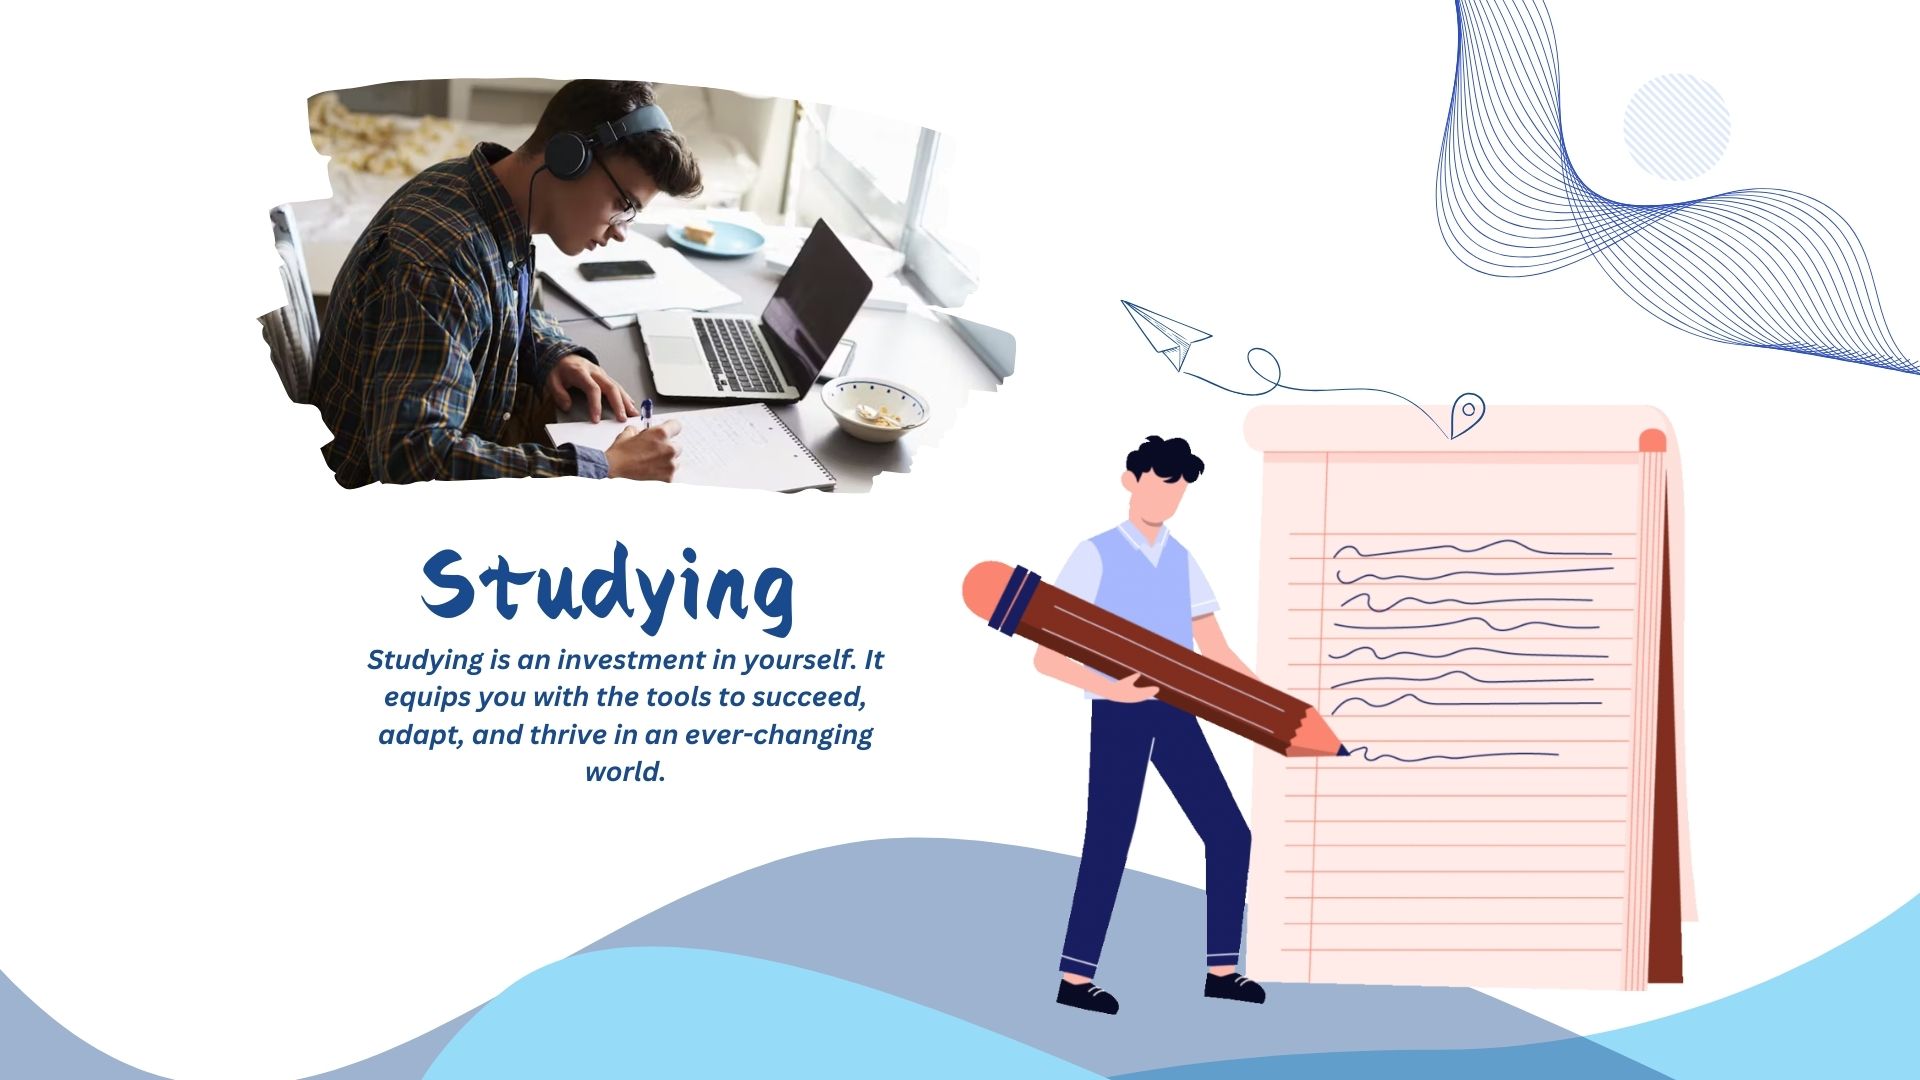 Studying
Studying is an investment in yourself. It
equips you with the tools to succeed,
adapt, and thrive in an ever-changing
world.